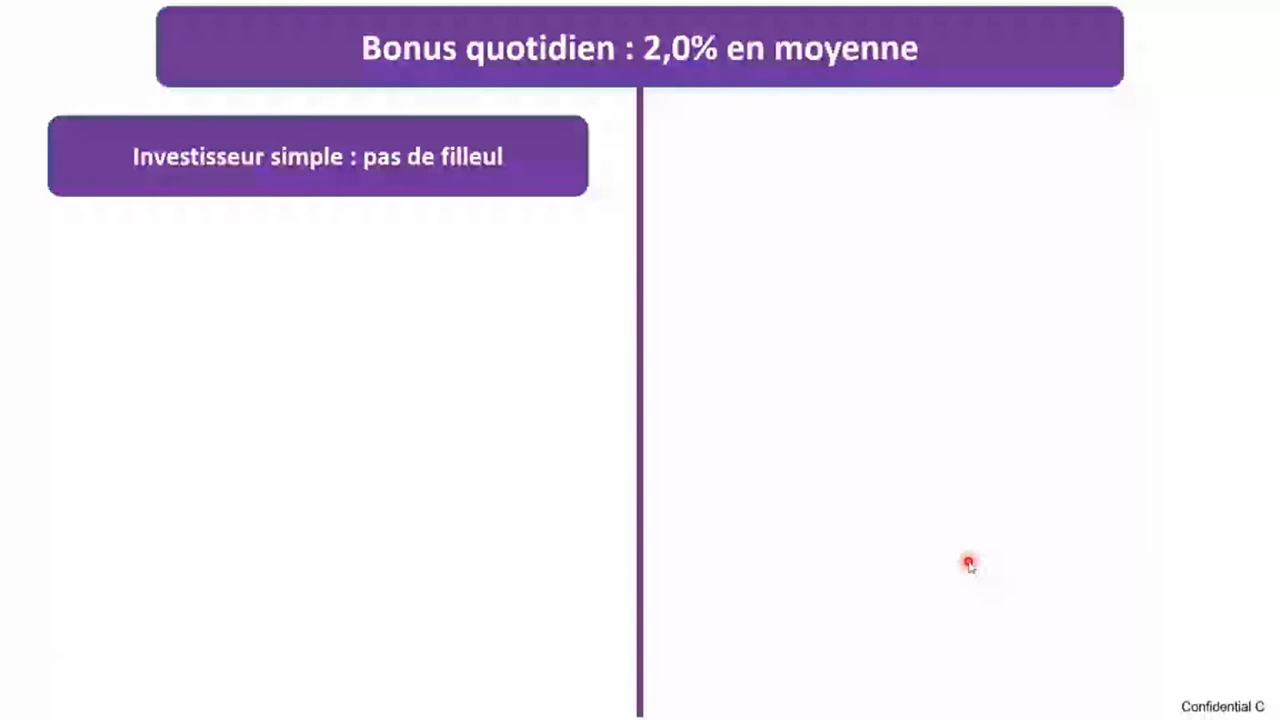 Bonus quotidien : 2,0% en moyenne
Investisseur simple : pas de filleul
Confidential C